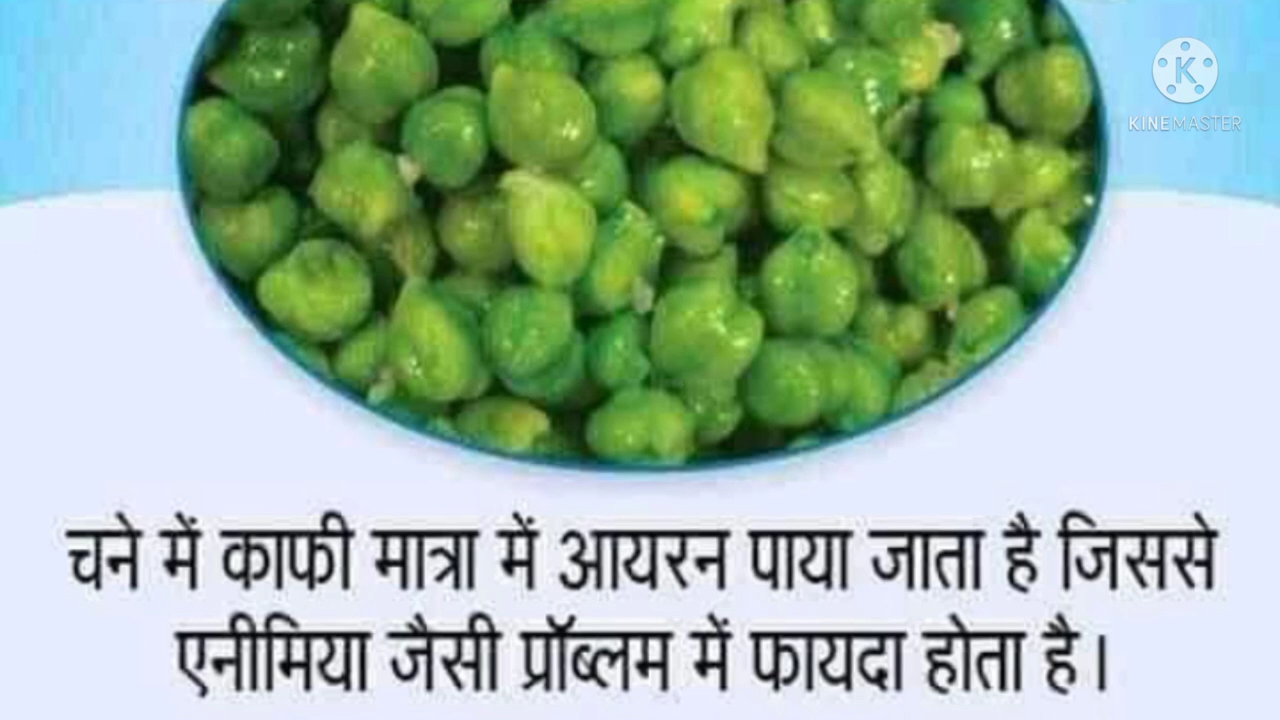 K
KINEMASTER
चने में काफी मात्रा में आयरन पाया जाता है जिससे
एनीमिया जैसी प्रॉब्लम में फायदा होता है।